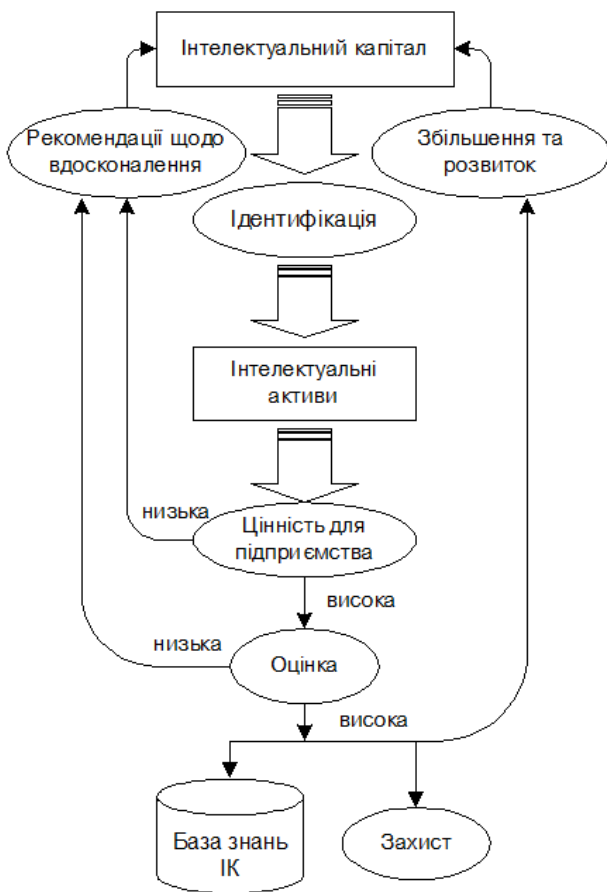 Інтелектуальний капітал
Рекомендації щодо
вдосконалення
Збільшення та
розвиток
Ідентифікація
Інтелектуальні
активи
низька
Цінність для
підприємства
висока
низька
Оцінка
висока
База знань
ІК
Захист